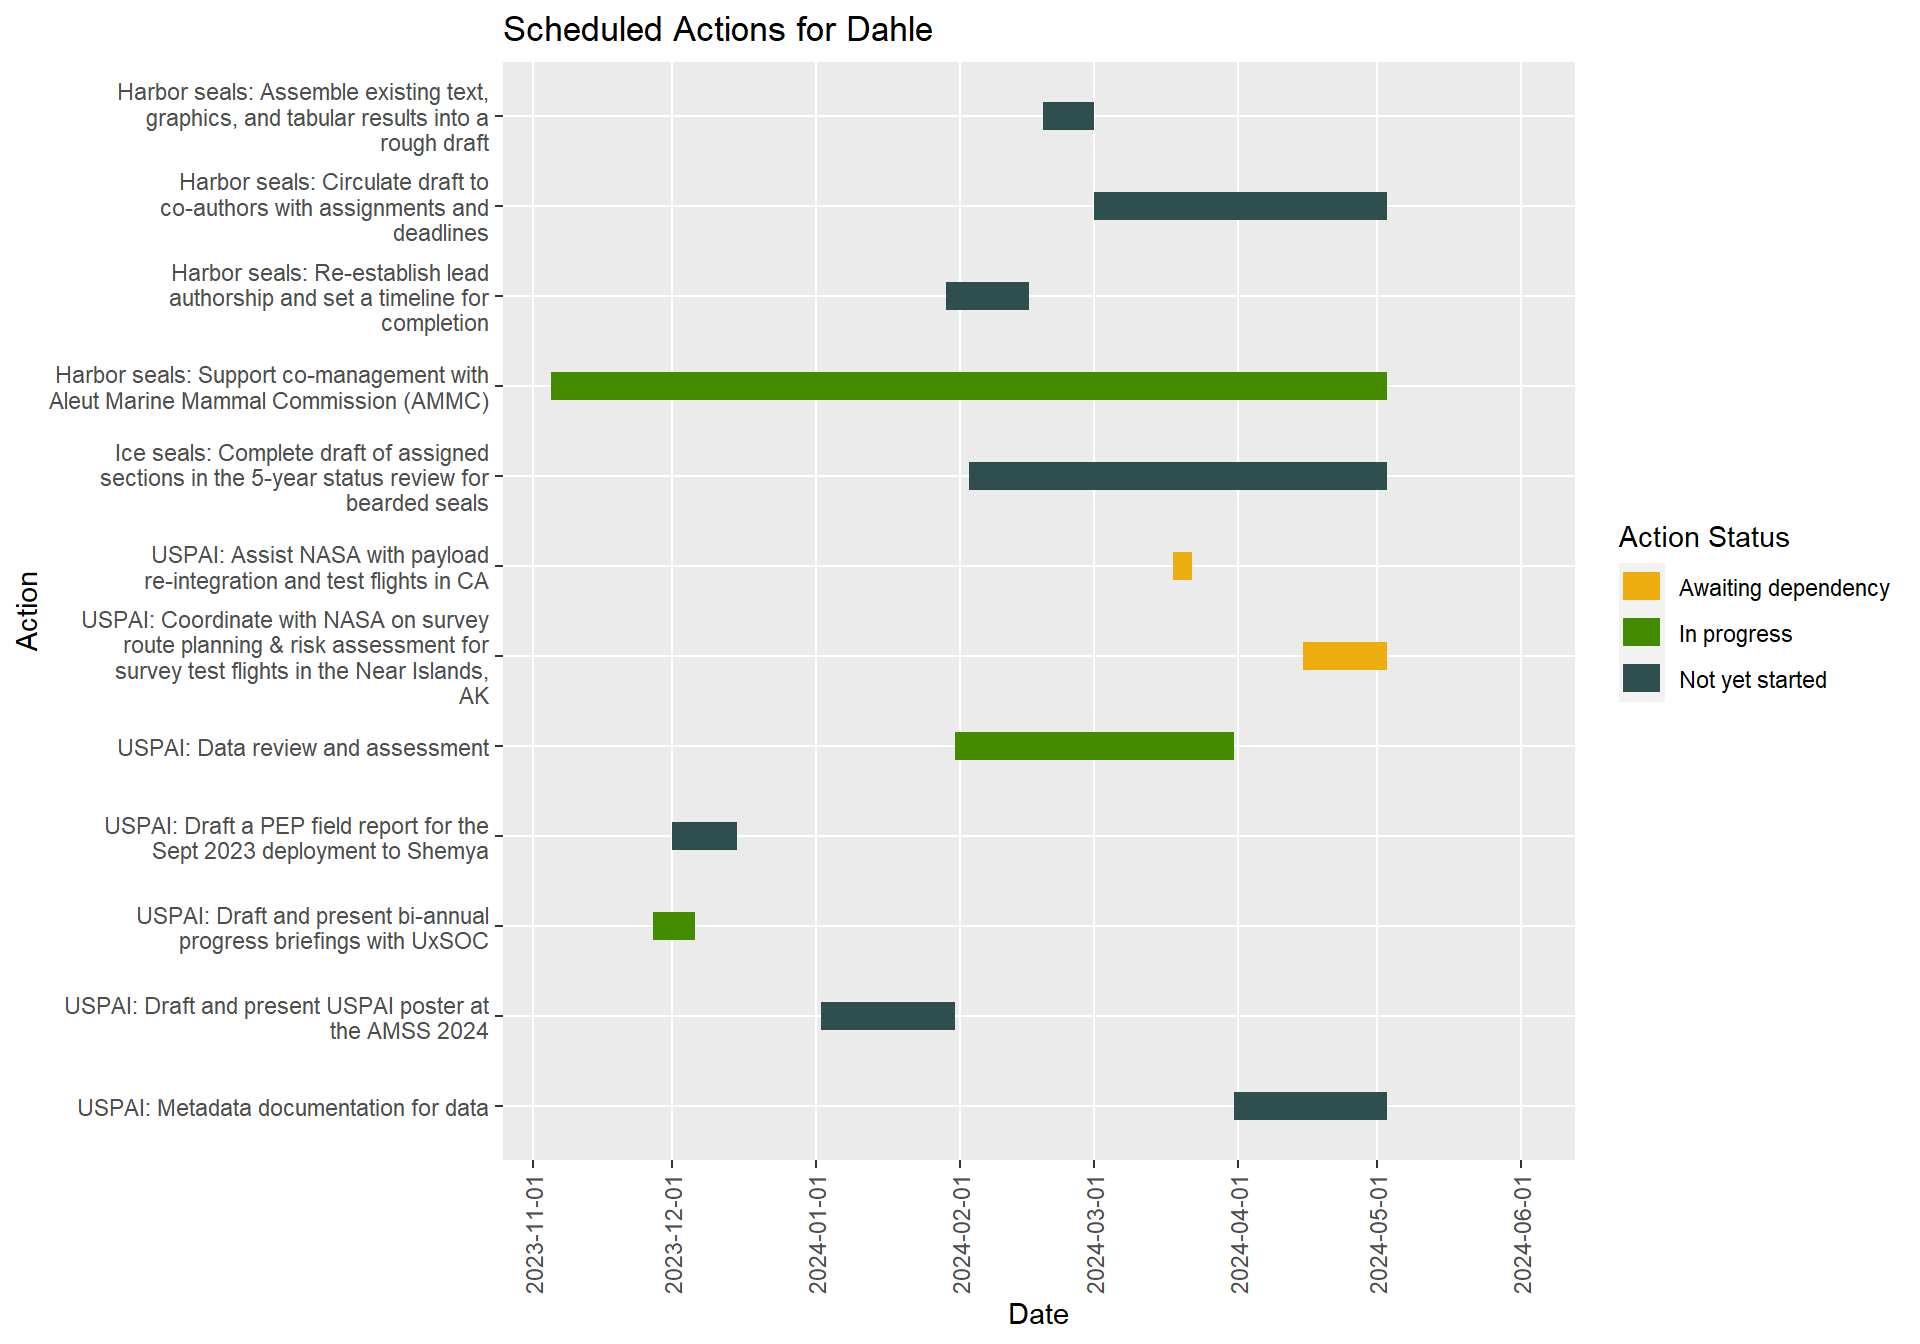 Scheduled Actions for Dahle
Harbor seals: Assemble existing text,
graphics, and tabular results into a
rough draft
Harbor seals: Circulate draft to
co-authors with assignments and
deadlines
Harbor seals: Re-establish lead
authorship and set a timeline for
completion
Harbor seals: Support co-management with
Aleut Marine Mammal Commission (AMMC)
Ice seals: Complete draft of assigned
sections in the 5-year status review for
bearded seals
USPAI: Assist NASA with payload
re-integration and test flights in CA
USPAI: Coordinate with NASA on survey
route planning & risk assessment for
survey test flights in the Near Islands,
AK
USPAI: Data review and assessment
USPAI: Draft a PEP field report for the
Sept 2023 deployment to Shemya
USPAI: Draft and present bi-annual
progress briefings with UxSOC
USPAI: Draft and present USPAI poster at
the AMSS 2024
USPAI: Metadata documentation for data
Action
2023-11-01
2023-12-01
2024-01-01
2024-02-01
2024-03-01
2024-04-01
2024-05-01
2024-06-01
Date
Action Status
Awaiting dependency
In progress
Not yet started